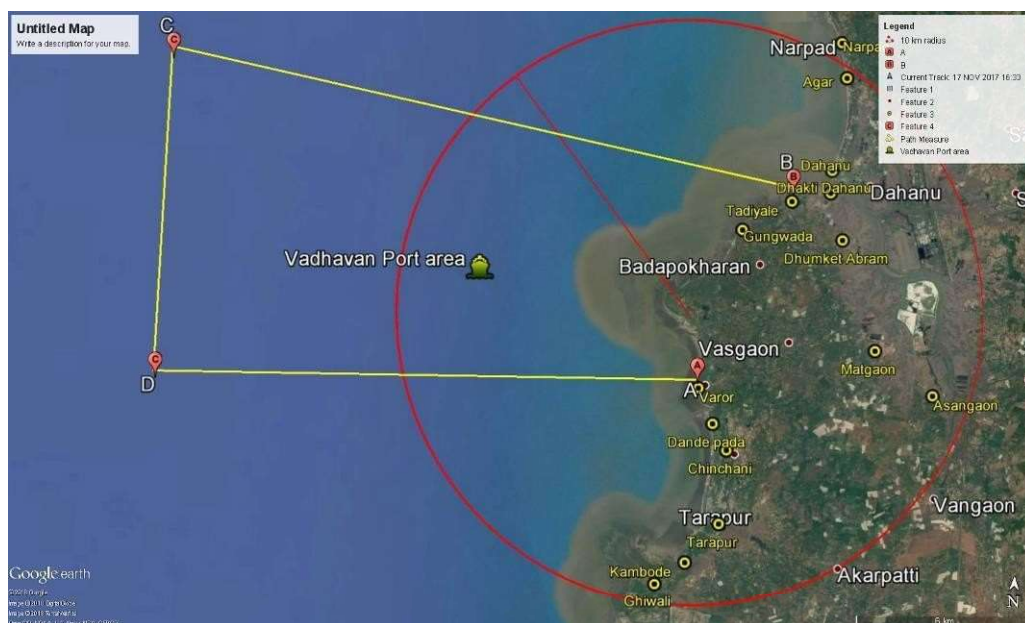 Untitled Map
Write a description for your map.
C
C
Legend
10 km radius
A
B
Current Track: 17 NOV 2017 16:33
Feature 1
Feature 2
Feature 3
Feature 4
Path Measure
Vadhavan Port area
Narpad
Agar
B
B
Dahanu
Dhakti Dahanu
Dahanu
Tadiyale
Gungwada
Dhumket Abram
Badapokharan
Vadhavan Port area
Vasgaon
Matgaon
C
D
A
A
Varor
Asangaon
Dande pada
Chinchani
Tarapur
Tarapur
Vangaon
Kambode
Akarpatti
Ghiwali
Google earth
N
6 km